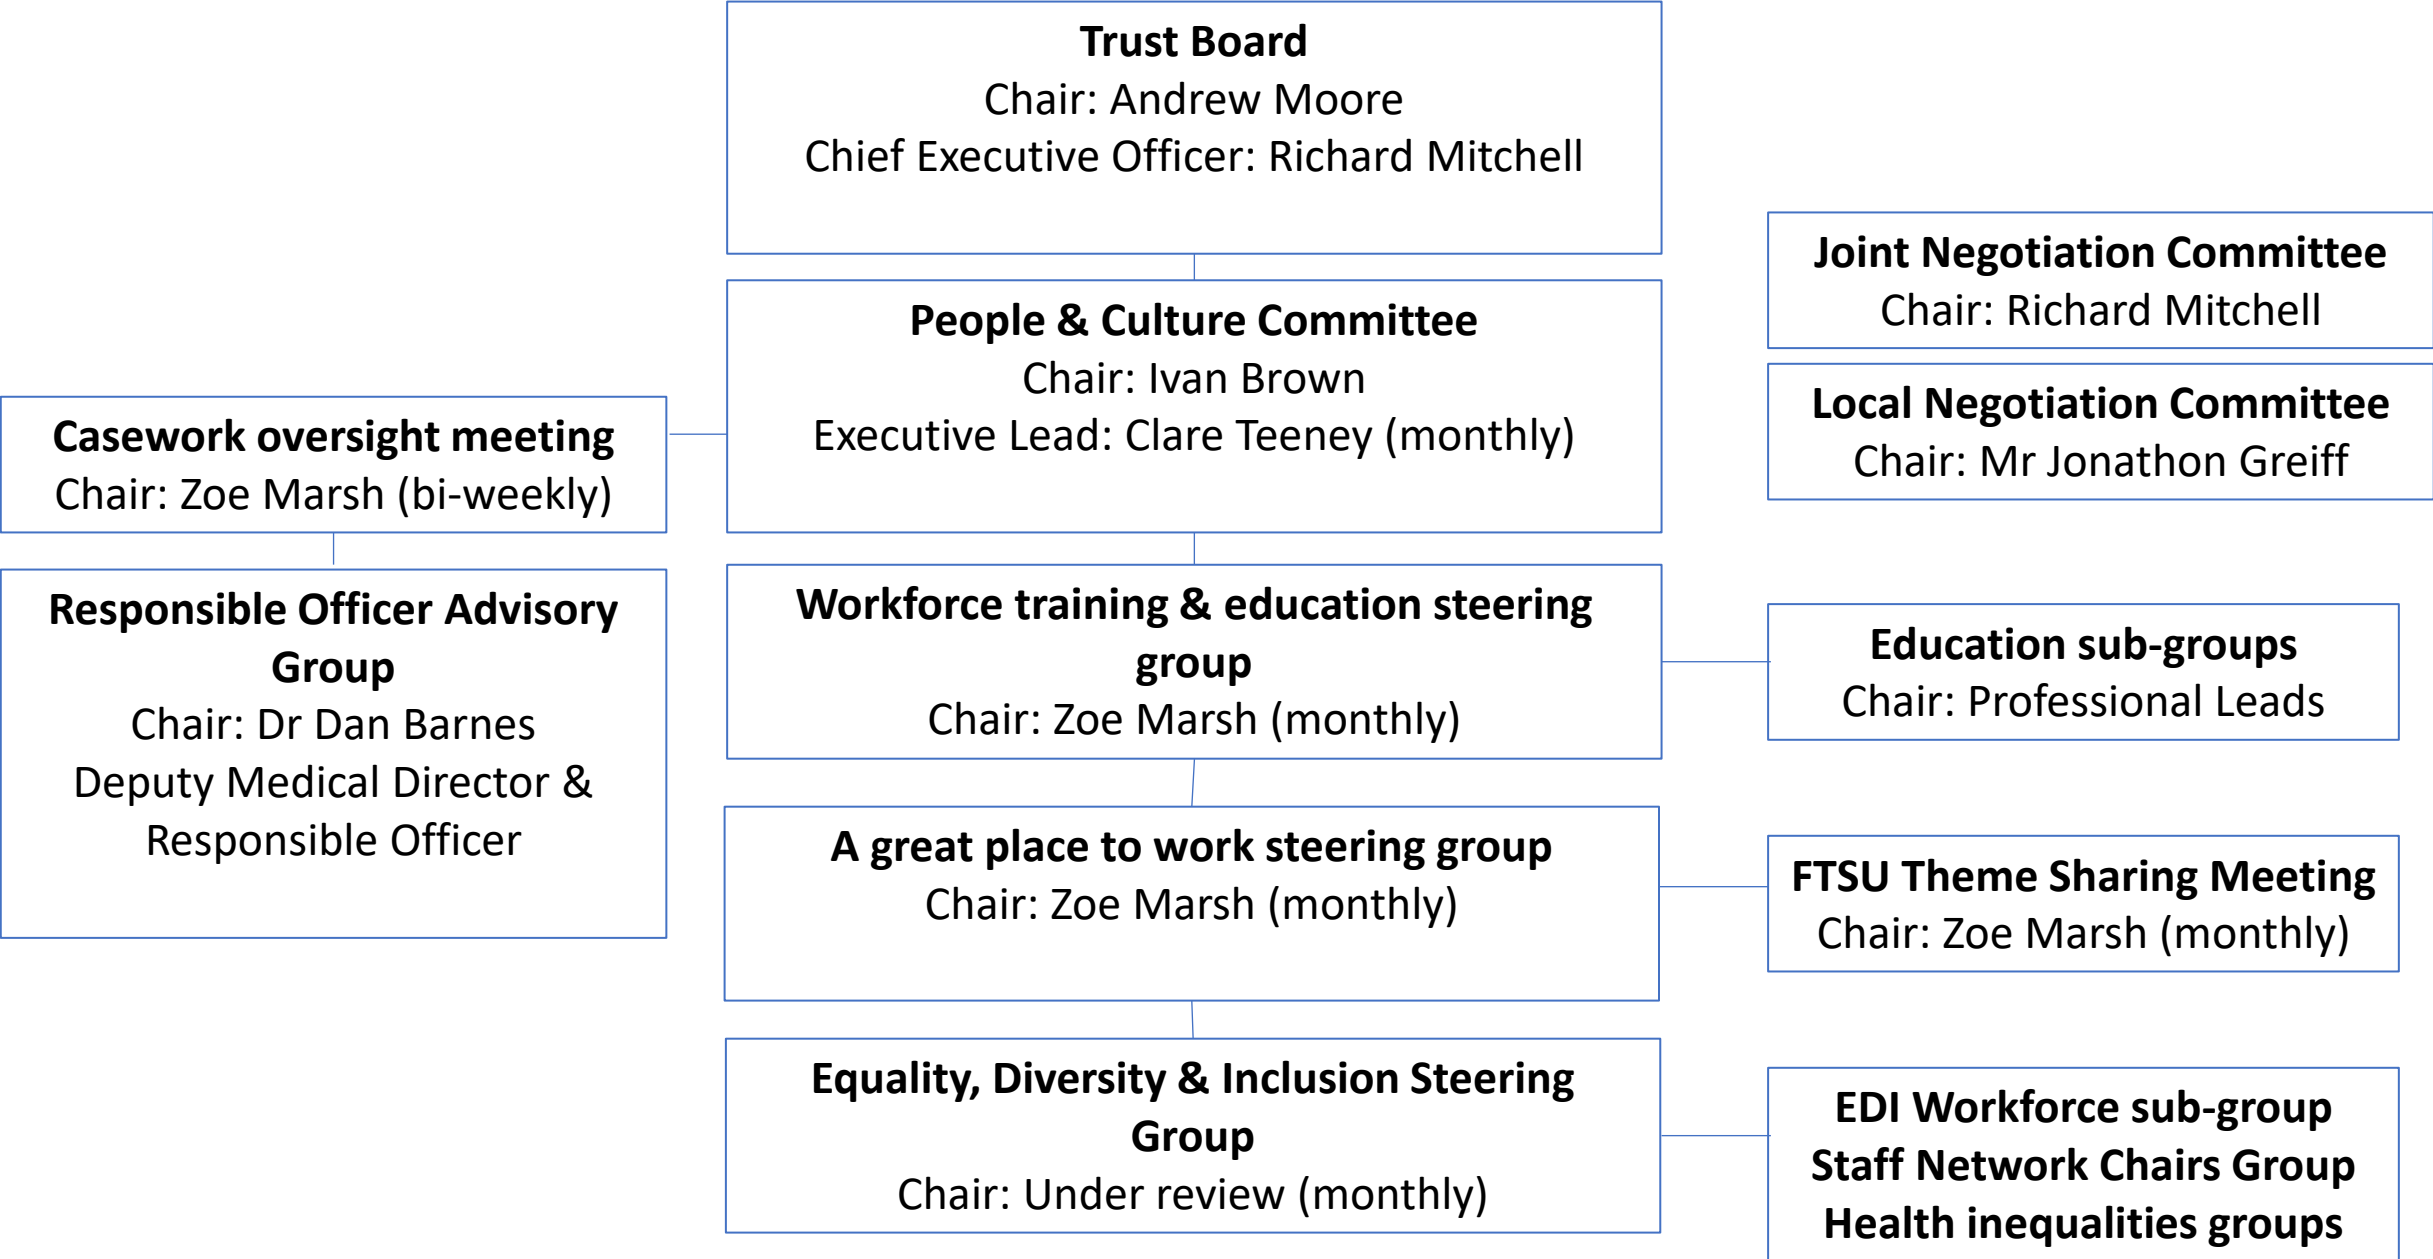 Trust Board
Chair: Andrew Moore
Chief Executive Officer: Richard Mitchell
Joint Negotiation Committee
Chair: Richard Mitchell
People & Culture Committee
Chair: Ivan Brown
Executive Lead: Clare Teeney (monthly)
Local Negotiation Committee
Chair: Mr Jonathon Greiff
Casework oversight meeting
Chair: Zoe Marsh (bi-weekly)
Responsible Officer Advisory
Group
Chair: Dr Dan Barnes
Deputy Medical Director &
Responsible Officer
Workforce training & education steering
group
Chair: Zoe Marsh (monthly)
Education sub-groups
Chair: Professional Leads
A great place to work steering group
Chair: Zoe Marsh (monthly)
FTSU Theme Sharing Meeting
Chair: Zoe Marsh (monthly)
Equality, Diversity & Inclusion Steering
Group
Chair: Under review (monthly)
EDI Workforce sub-group
Staff Network Chairs Group
Health inequalities groups